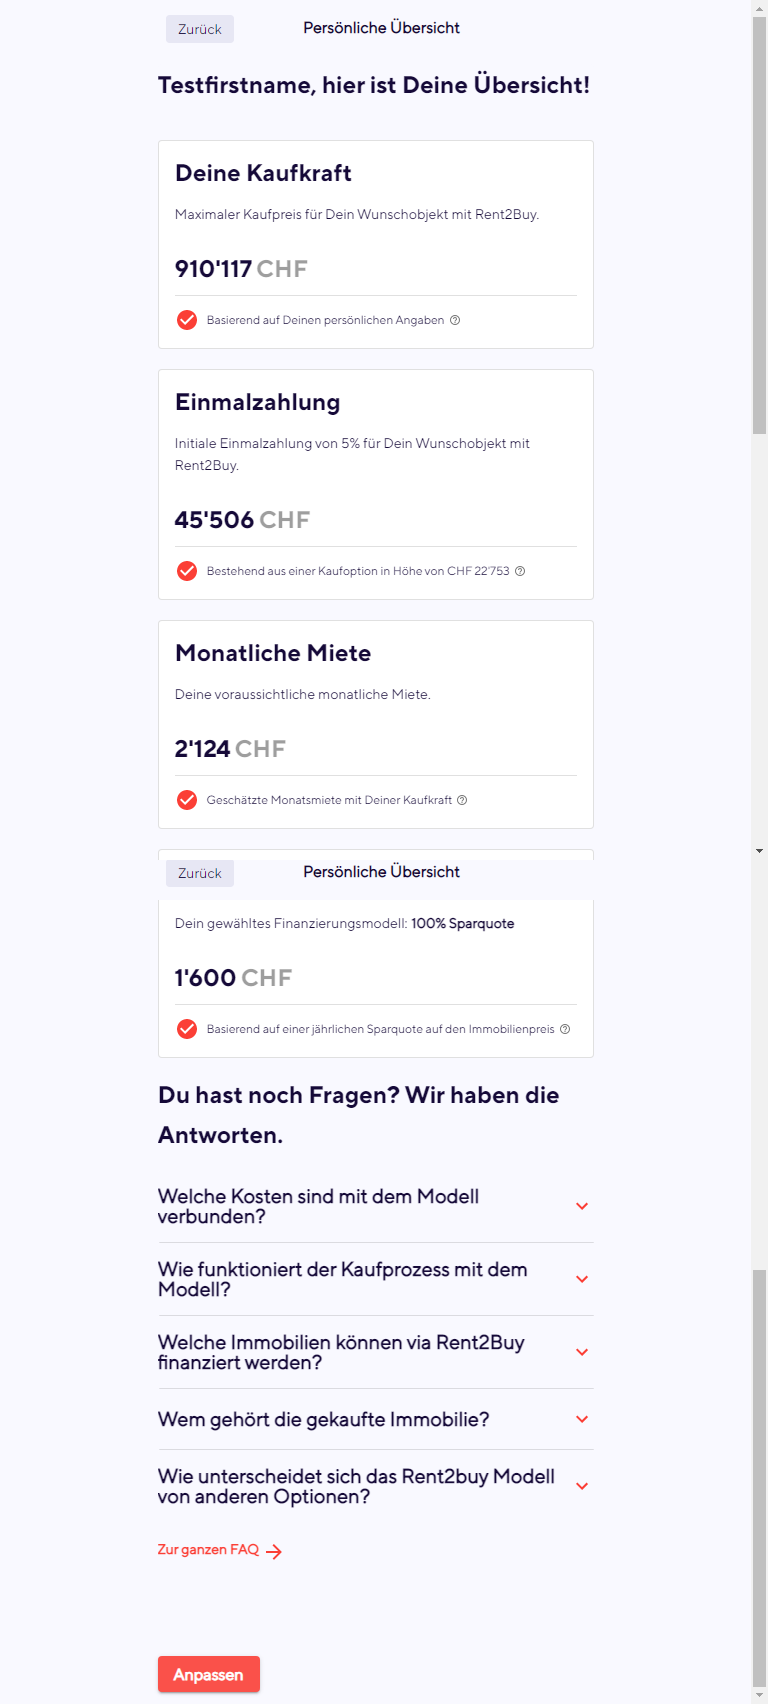 Zurück
Persönliche Übersicht
Testfirstname, hier ist Deine Übersicht!
Deine Kaufkraft
Maximaler Kaufpreis für Dein Wunschobjekt mit Rent2Buy.
910'117 CHF
Basierend auf Deinen persönlichen Angaben
Einmalzahlung
Initiale Einmalzahlung von 5% für Dein Wunschobjekt mit
Rent2Buy.
45'506 CHF
Bestehend aus einer Kaufoption in Höhe von CHF 22'753
Monatliche Miete
Deine voraussichtliche monatliche Miete.
2'124 CHF
Geschätzte Monatsmiete mit Deiner Kaufkraft
Zurück
Persönliche Übersicht
Dein gewähltes Finanzierungsmodell: 100% Sparquote
1'600 CHF
Basierend auf einer jährlichen Sparquote auf den Immobilienpreis
Du hast noch Fragen? Wir haben die
Antworten.
Welche Kosten sind mit dem Modell
verbunden?
Wie funktioniert der Kaufprozess mit dem
Modell?
Welche Immobilien können via Rent2Buy
finanziert werden?
Wem gehört die gekaufte Immobilie?
Wie unterscheidet sich das Rent2buy Modell
von anderen Optionen?
Zur ganzen FAQ
Anpassen